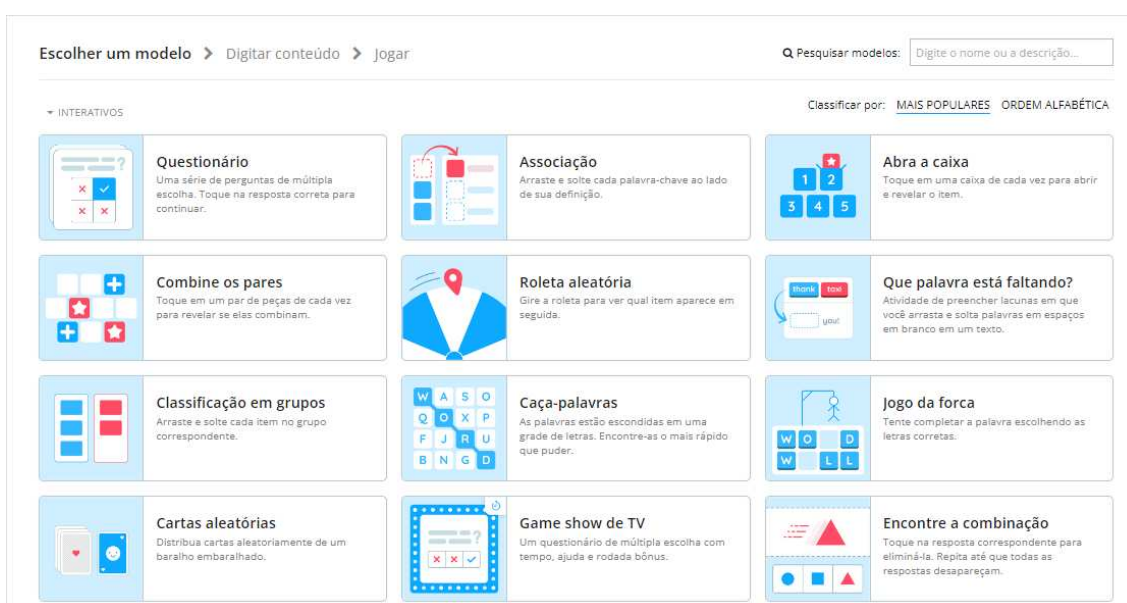 Escolher um modelo > Digitar conteúdo > Jogar
Pesquisar modelos: Digite o nome ou a descrição...
INTERATIVOS
Classificar por: MAIS POPULARES ORDEM ALFABÉTICA
?
Questionário
Uma série de perguntas de múltipla
escolha. Toque na resposta correta para
continuar.
Associação
Arraste e solte cada palavra-chave ao lado
de sua definição.
1 2
3 4 5
Abra a caixa
Toque em uma caixa de cada vez para abrir
e revelar o item.
Combine os pares
Toque em um par de peças de cada vez
para revelar se elas combinam.
Roleta aleatória
Gire a roleta para ver qual item aparece em
seguida.
thank taxi
you!
Que palavra está faltando?
Atividade de preencher lacunas em que
você arrasta e solta palavras em espaços
em branco em um texto.
Classificação em grupos
Arraste e solte cada item no grupo
correspondente.
W A S O
Q O X P
F J R U
B N G D
Caça-palavras
As palavras estão escondidas em uma
grade de letras. Encontre-as o mais rápido
que puder.
W O D
W L L
Jogo da forca
Tente completar a palavra escolhendo as
letras corretas.
Cartas aleatórias
Distribua cartas aleatoriamente de um
baralho embaralhado.
?
Game show de TV
Um questionário de múltipla escolha com
tempo, ajuda e rodada bônus.
Encontre a combinação
Toque na resposta correspondente para
eliminá-la. Repita até que todas as
respostas desapareçam.